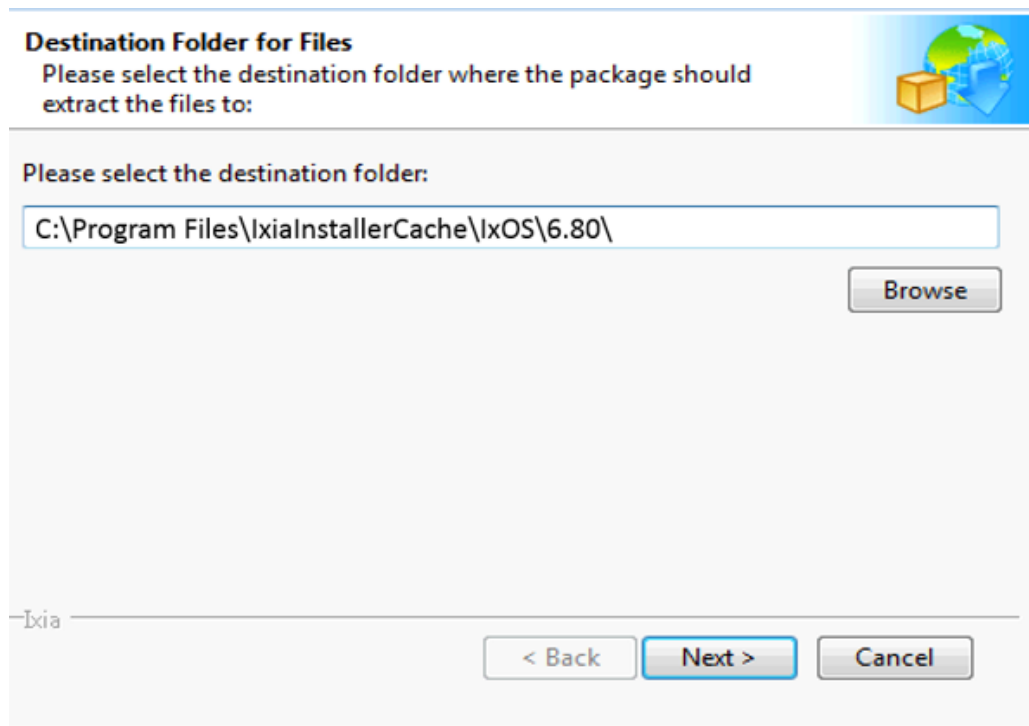 Destination Folder for Files
Please select the destination folder where the package should
extract the files to:
Please select the destination folder:
C:\Program Files\IxiaInstallerCache\IxOS\6.80\
Browse
Ixia
< Back Next > Cancel